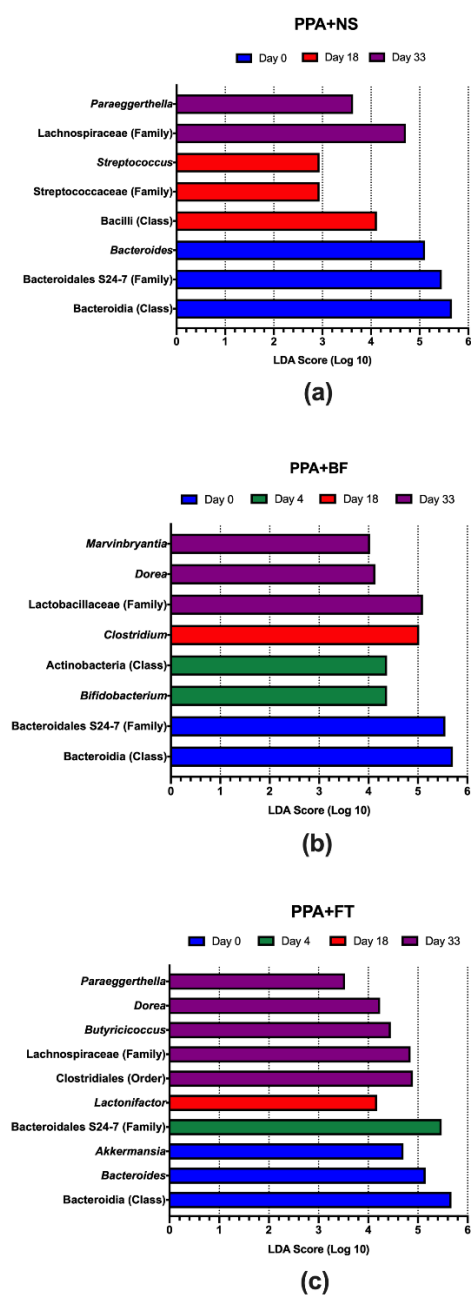 PPA+NS
Day 0 Day 18 Day 33
Paraeggerthella
Lachnospiraceae (Family)
Streptococcus
Streptococcaceae (Family)
Bacilli (Class)
Bacteroides
Bacteroidales S24-7 (Family)
Bacteroidia (Class)
0 1 2 3 4 5 6
LDA Score (Log 10)
(a)
PPA+BF
Day 0 Day 4 Day 18 Day 33
Marvinbryantia
Dorea
Lactobacillaceae (Family)
Clostridium
Actinobacteria (Class)
Bifidobacterium
Bacteroidales S24-7 (Family)
Bacteroidia (Class)
0 1 2 3 4 5 6
LDA Score (Log 10)
(b)
PPA+FT
Day 0 Day 4 Day 18 Day 33
Paraeggerthella
Dorea
Butyricicoccus
Lachnospiraceae (Family)
Clostridiales (Order)
Lactonifactor
Bacteroidales S24-7 (Family)
Akkermansia
Bacteroides
Bacteroidia (Class)
0 1 2 3 4 5 6
LDA Score (Log 10)
(c)